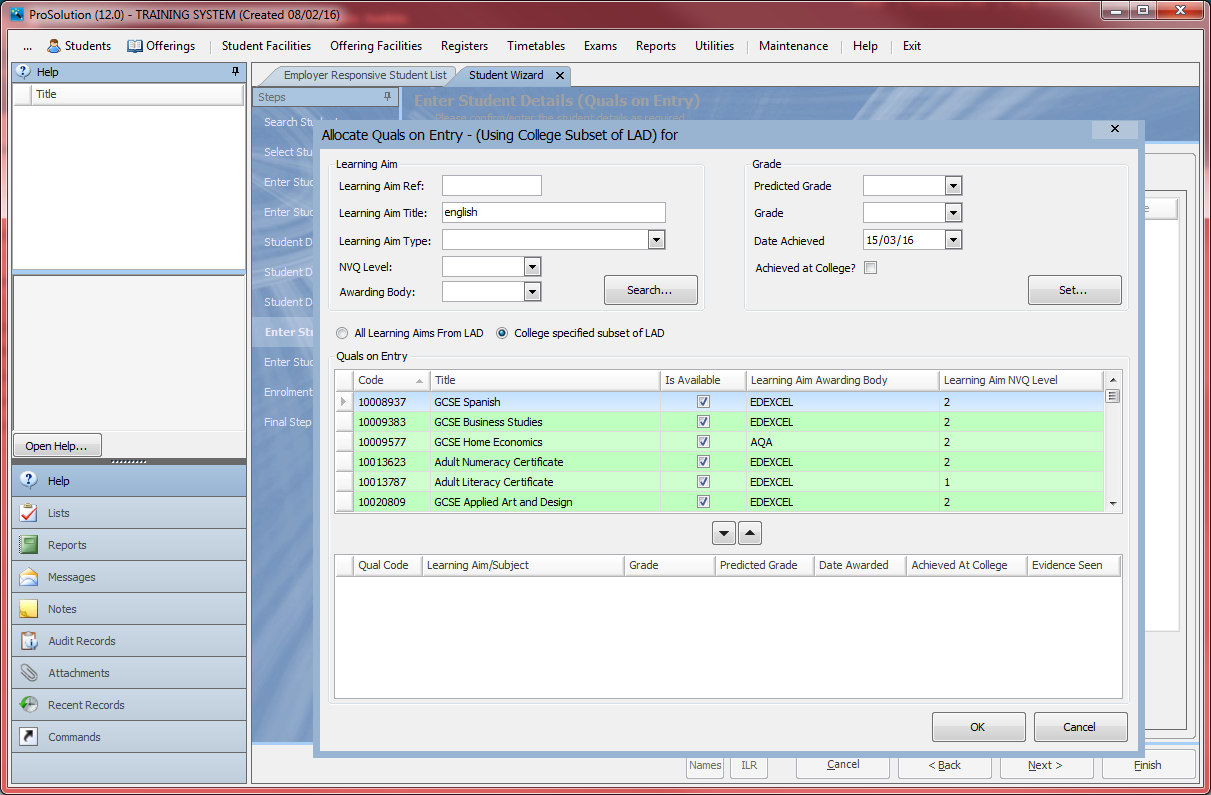 ProSolution (12.0) - TRAINING SYSTEM (Created 08/02/16)
... Students Offerings Student Facilities Offering Facilities Registers Timetables Exams Reports Utilities Maintenance Help Exit
Help
Title
Open Help...
Help
Lists
Reports
Messages
Notes
Audit Records
Attachments
Recent Records
Commands
Employer Responsive Student List Student Wizard
Steps
Enter Student Details (Quals on Entry)
Please confirm/enter the student details as required
Search Stu
Select Stu
Enter Stud
Enter Stud
Student D
Student D
Student D
Enter Stu
Enter Stud
Enrolment
Final Step
Allocate Quals on Entry - (Using College Subset of LAD) for
Learning Aim
Learning Aim Ref:
Learning Aim Title: english
Learning Aim Type:
NVQ Level:
Awarding Body:
Search...
Grade
Predicted Grade
Grade
Date Achieved 15/03/16
Achieved at College?
Set...
All Learning Aims From LAD College specified subset of LAD
Quals on Entry
Code Title Is Available Learning Aim Awarding Body Learning Aim NVQ Level
10008937 GCSE Spanish EDEXCEL 2
10009383 GCSE Business Studies EDEXCEL 2
10009577 GCSE Home Economics AQA 2
10013623 Adult Numeracy Certificate EDEXCEL 2
10013787 Adult Literacy Certificate EDEXCEL 1
10020809 GCSE Applied Art and Design EDEXCEL 2
Qual Code Learning Aim/Subject Grade Predicted Grade Date Awarded Achieved At College Evidence Seen
OK Cancel
Names ILR Cancel < Back Next > Finish